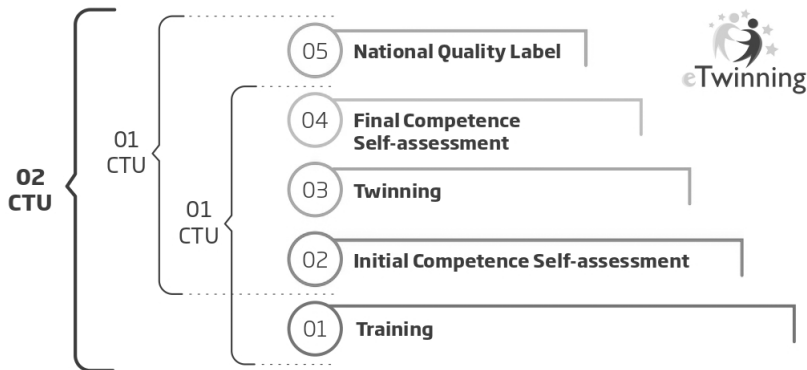 05 National Quality Label
eTwinning
04 Final Competence
Self-assessment
01
CTU
02
CTU
03 Twinning
01
CTU
02 Initial Competence Self-assessment
01 Training